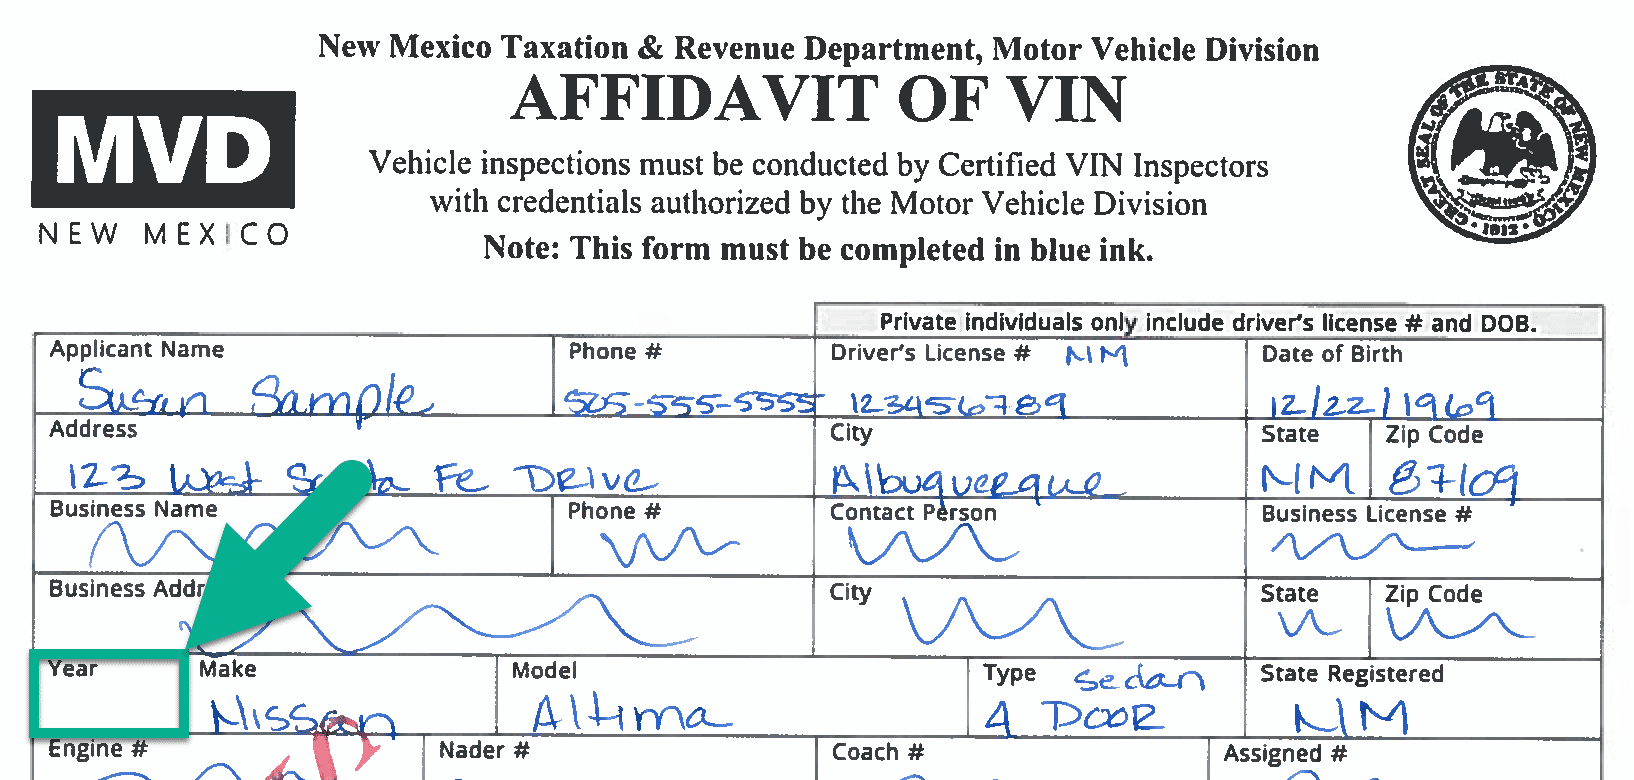 New Mexico Taxation & Revenue Department, Motor Vehicle Division
AFFIDAVIT OF VIN
MVD
NEW MEXICO
Vehicle inspections must be conducted by Certified VIN Inspectors
with credentials authorized by the Motor Vehicle Division
Note: This form must be completed in blue ink.
GREAT SEAL OF THE STATE OF NEW MEXICO
1912
Private individuals only include driver's license # and DOB.
Applicant Name Phone # Driver's License # NM Date of Birth
Susan Sample 505-555-5555 123456789 12/22/1969
Address City State Zip Code
123 West Santa Fe Drive Albuquerque NM 87109
Business Name Phone # Contact Person Business License #
Business Addr City State Zip Code
Year Make Model Type Sedan State Registered
Nissan Altima 4 DOOR NM
Engine # Nader # Coach # Assigned #